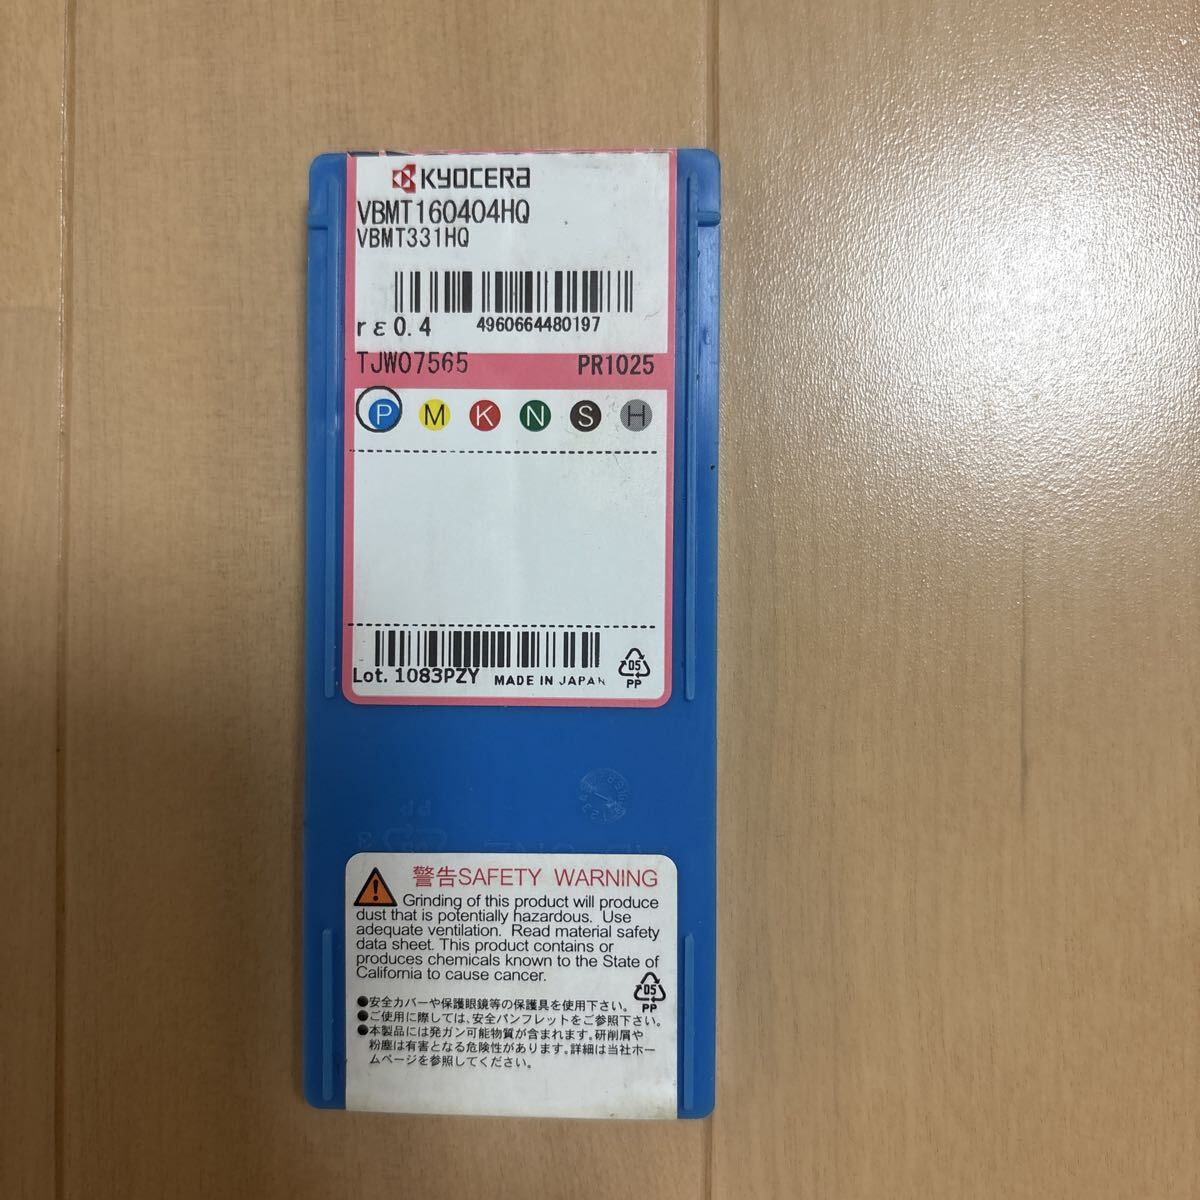 KYOCERA
VBMT160404HQ
VBMT331HQ
rε0.4 4960664480197
TJW07565 PR1025
P M K N S H
Lot. 1083PZY MADE IN JAPAN
05
PP
警告SAFETY WARNING
Grinding of this product will produce
dust that is potentially hazardous. Use
adequate ventilation. Read material safety
data sheet. This product contains or
produces chemicals known to the State of
California to cause cancer.
05
PP
●安全カバーや保護眼鏡等の保護具を使用下さい。
●ご使用に際しては、安全パンフレットをご参照下さい。
●本製品には発ガン可能物質が含まれます。研削屑や
粉塵は有害となる危険性があります。詳細は当社ホー
ムページを参照してください。